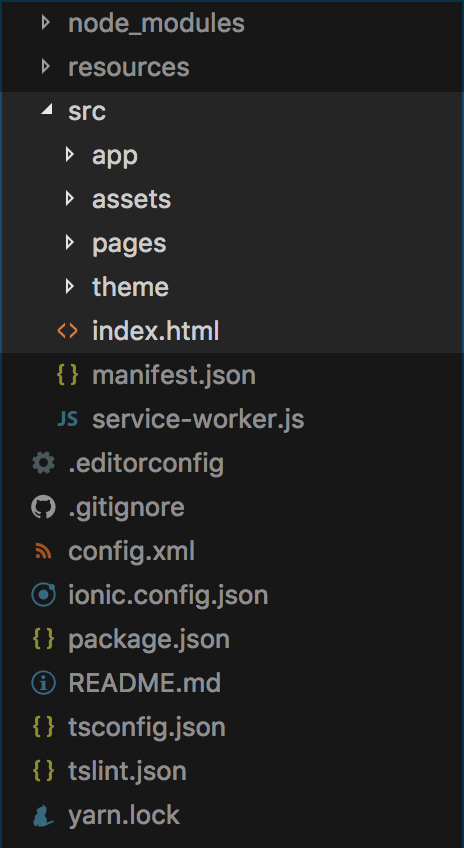 node_modules
resources
src
app
assets
pages
theme
index.html
manifest.json
JS service-worker.js
.editorconfig
.gitignore
config.xml
ionic.config.json
package.json
README.md
tsconfig.json
tslint.json
yarn.lock